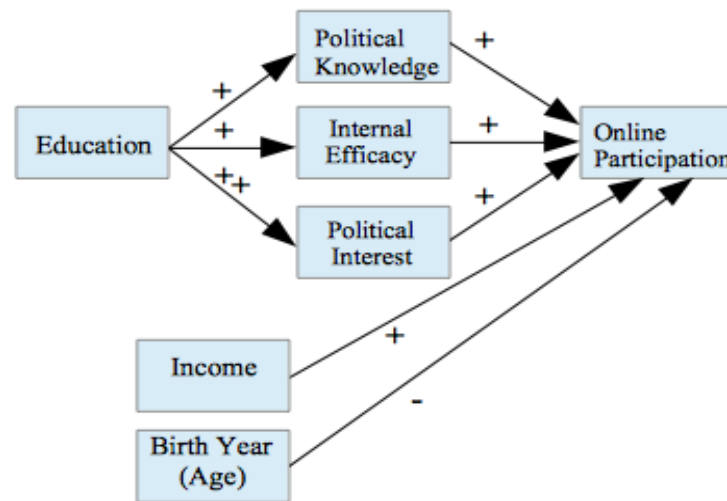 Political
Knowledge
+
+
Education
+
Internal
Efficacy
+
Online
Participation
++
Political
Interest
+
Income
+
-
Birth Year
(Age)